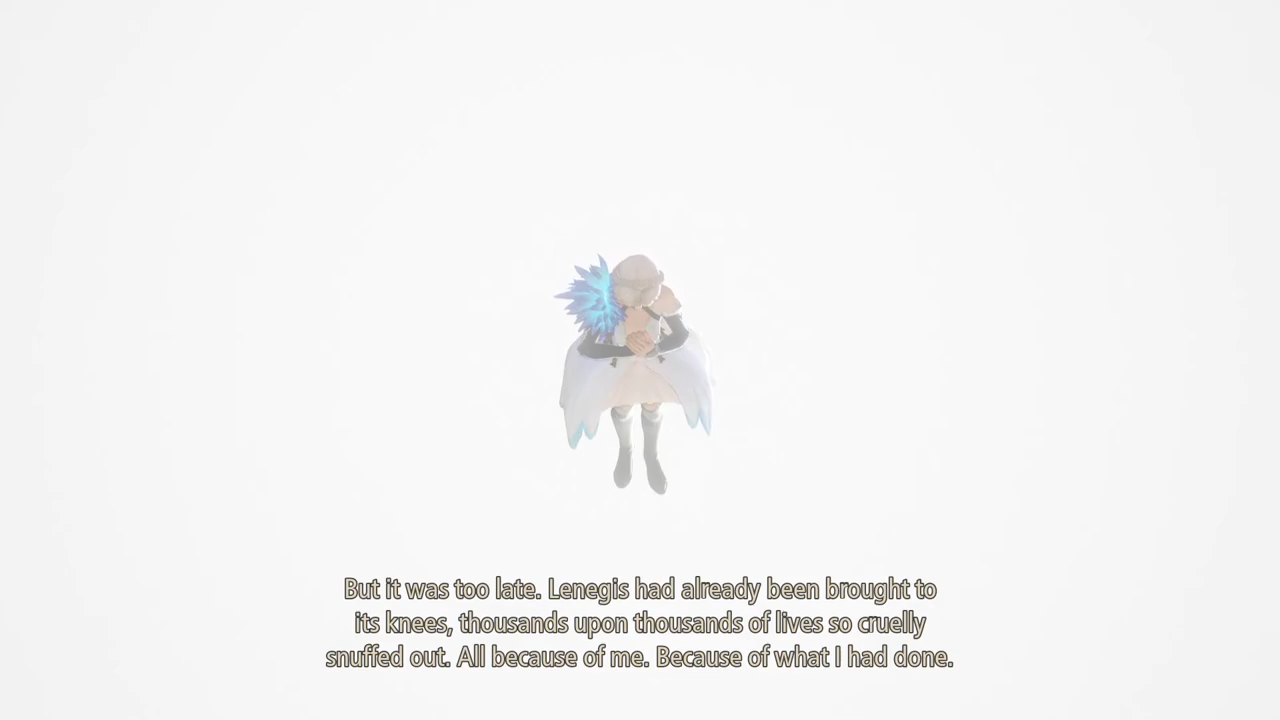 But it was too late. Lenegis had already been brought to
its knees, thousands upon thousands of lives so cruelly
snuffed out. All because of me. Because of what I had done.